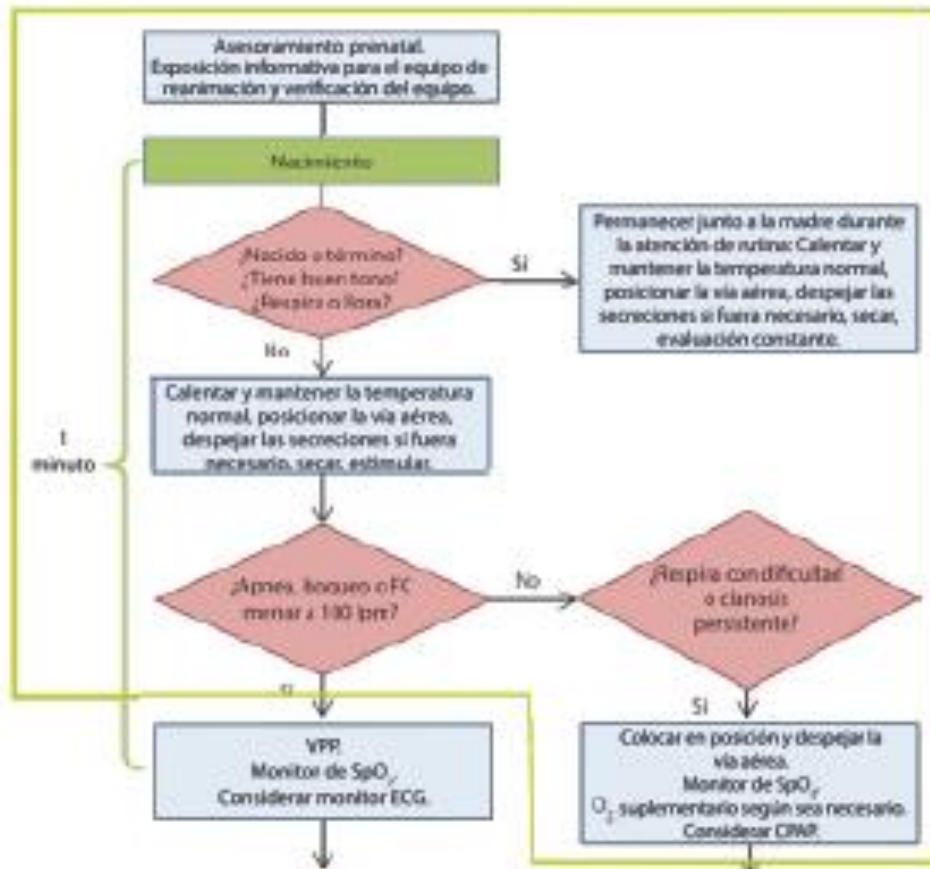 Asesoramiento prenatal.
Exposición informativa para el equipo de
reanimación y verificación del equipo.
Nacimiento
¿Nacido a término?
¿Tiene buen tono?
¿Respira o llora?
Sí
Permanecer junto a la madre durante
la atención de rutina: Calentar y
mantener la temperatura normal,
posicionar la vía aérea, despejar las
secreciones si fuera necesario, secar,
evaluación constante.
No
Calentar y mantener la temperatura
normal, posicionar la vía aérea,
despejar las secreciones si fuera
necesario, secar, estimular.
1
minuto
¿Apnea, boqueo o FC
menor a 100 lpm?
No
¿Respira con dificultad
o cianosis
persistente?
Sí
VPP.
Monitor de SpO₂.
Considerar monitor ECG.
Sí
Colocar en posición y despejar la
vía aérea.
Monitor de SpO₂.
O₂ suplementario según sea necesario.
Considerar CPAP.